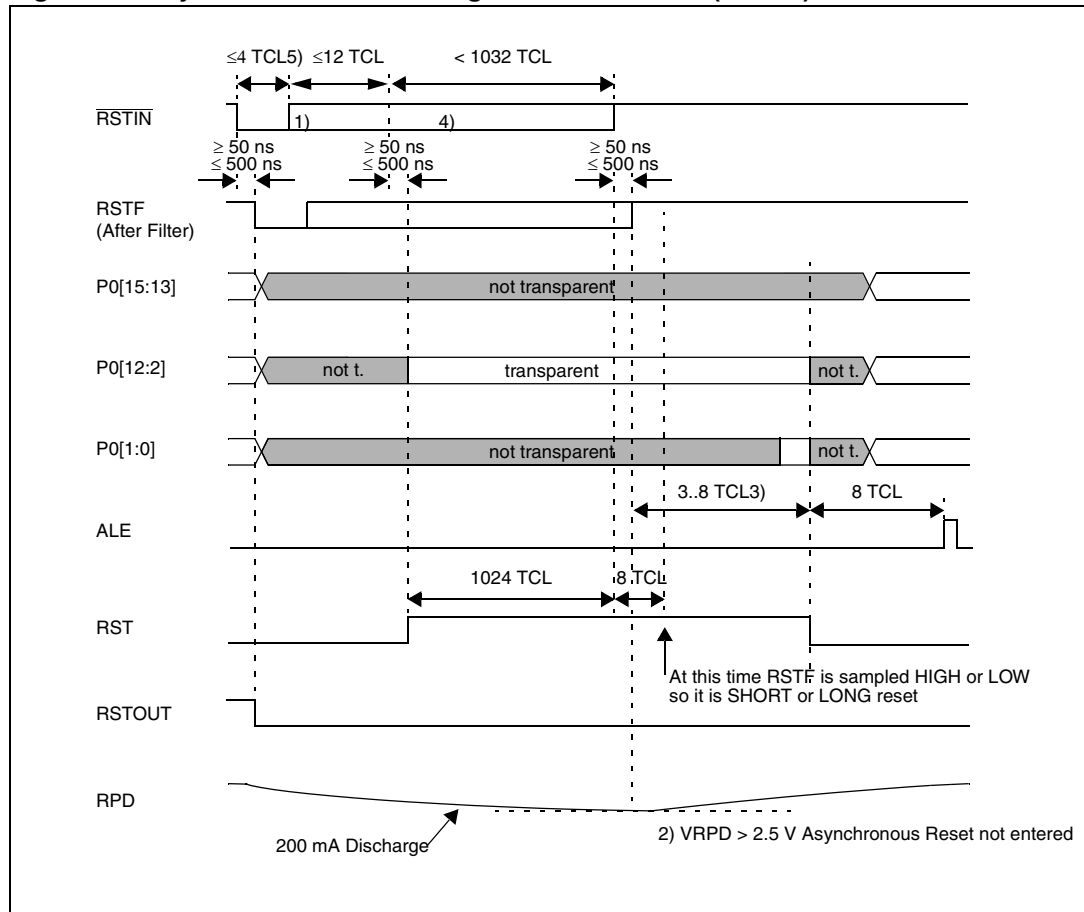 ≤4 TCL5) ≤12 TCL < 1032 TCL
RSTIN
1) 4)
≥ 50 ns ≥ 50 ns ≥ 50 ns
≤ 500 ns ≤ 500 ns ≤ 500 ns
RSTF
(After Filter)
P0[15:13] not transparent
P0[12:2] not t. transparent not t.
P0[1:0] not transparent not t.
3..8 TCL3) 8 TCL
ALE
1024 TCL 8 TCL
RST
At this time RSTF is sampled HIGH or LOW
so it is SHORT or LONG reset
RSTOUT
RPD
200 mA Discharge
2) VRPD > 2.5 V Asynchronous Reset not entered